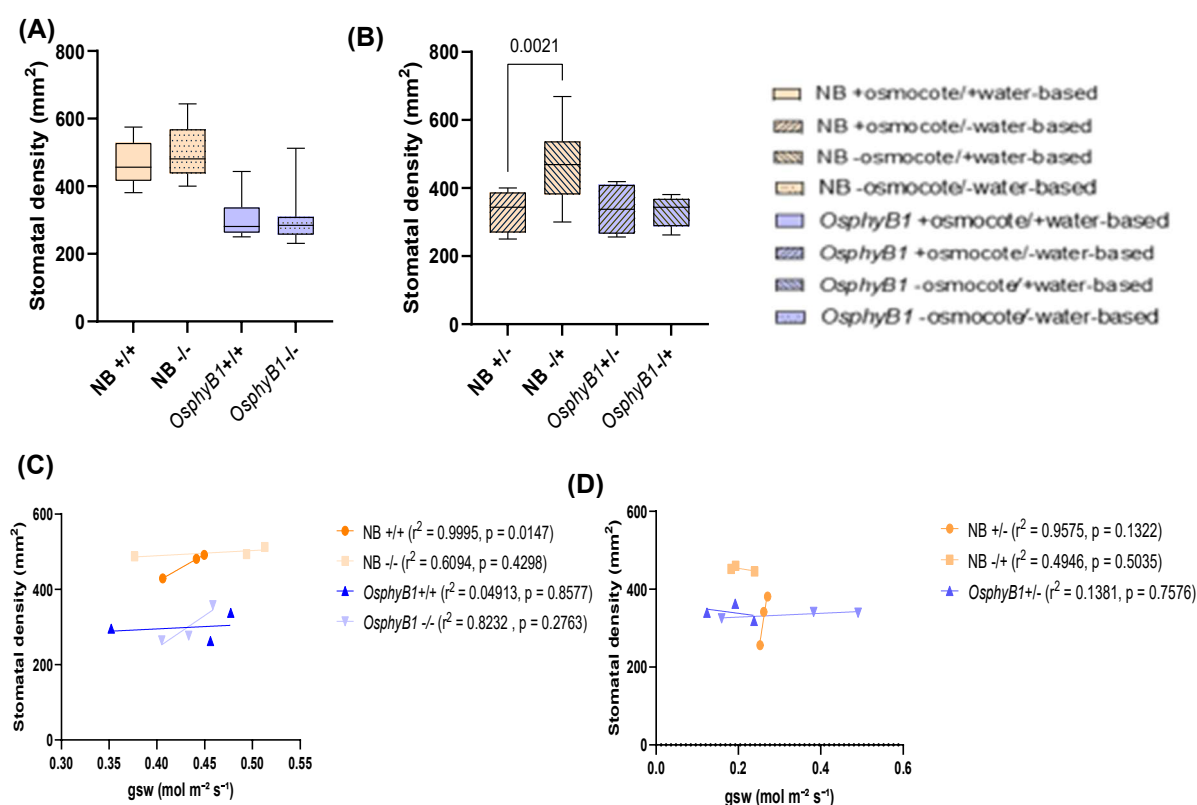 (A)
Stomatal density (mm²)
800
600
400
200
0
NB +/+
NB -/-
OsphyB1+/+
OsphyB1-/-
(B)
Stomatal density (mm²)
800
600
400
200
0
0.0021
NB +/-
NB -/+
OsphyB1+/-
OsphyB1-/+
NB +osmocote/+water-based
NB +osmocote/-water-based
NB -osmocote/+water-based
NB -osmocote/-water-based
OsphyB1 +osmocote/+water-based
OsphyB1 +osmocote/-water-based
OsphyB1 -osmocote/+water-based
OsphyB1 -osmocote/-water-based
(C)
Stomatal density (mm²)
600
400
200
0
0.30 0.35 0.40 0.45 0.50 0.55
gsw (mol m⁻² s⁻¹)
NB +/+ (r² = 0.9995, p = 0.0147)
NB -/- (r² = 0.6094, p = 0.4298)
OsphyB1+/+ (r² = 0.04913, p = 0.8577)
OsphyB1 -/- (r² = 0.8232 , p = 0.2763)
(D)
Stomatal density (mm²)
600
400
200
0
0.0 0.2 0.4 0.6
gsw (mol m⁻² s⁻¹)
NB +/- (r² = 0.9575, p = 0.1322)
NB -/+ (r² = 0.4946, p = 0.5035)
OsphyB1+/- (r² = 0.1381, p = 0.7576)